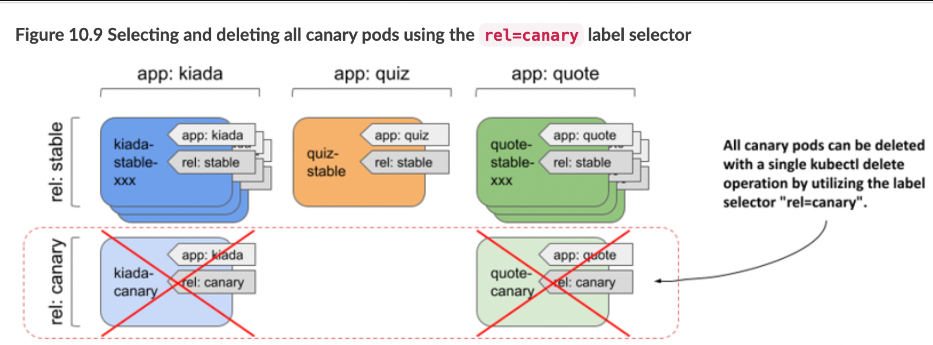 Figure 10.9 Selecting and deleting all canary pods using the rel=canary label selector
app: kiada
app: quiz
app: quote
rel: stable
kiada-
stable-
xxx
app: kiada
rel: stable
quiz-
stable
app: quiz
rel: stable
quote-
stable-
xxx
app: quote
rel: stable
All canary pods can be deleted
with a single kubectl delete
operation by utilizing the label
selector "rel=canary".
rel: canary
kiada-
canary
app: kiada
rel: canary
quote-
canary
app: quote
rel: canary